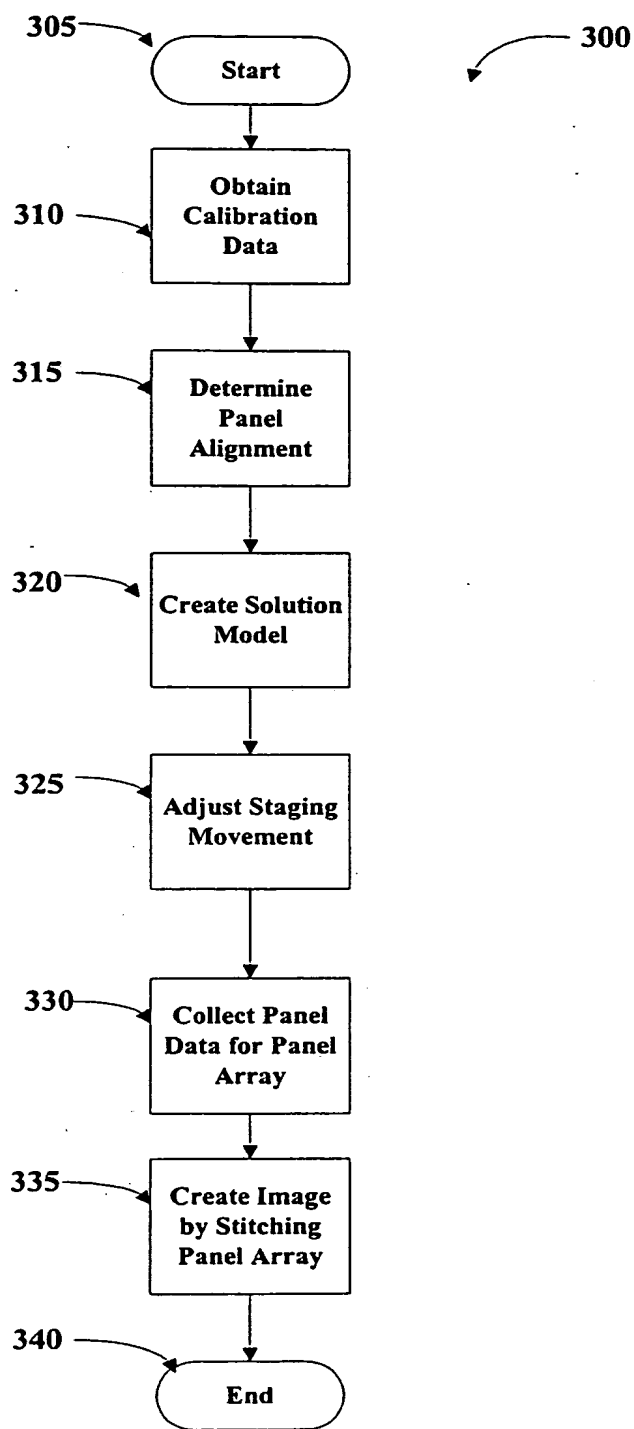 305
Start
300
310
Obtain
Calibration
Data
315
Determine
Panel
Alignment
320
Create Solution
Model
325
Adjust Staging
Movement
330
Collect Panel
Data for Panel
Array
335
Create Image
by Stitching
Panel Array
340
End